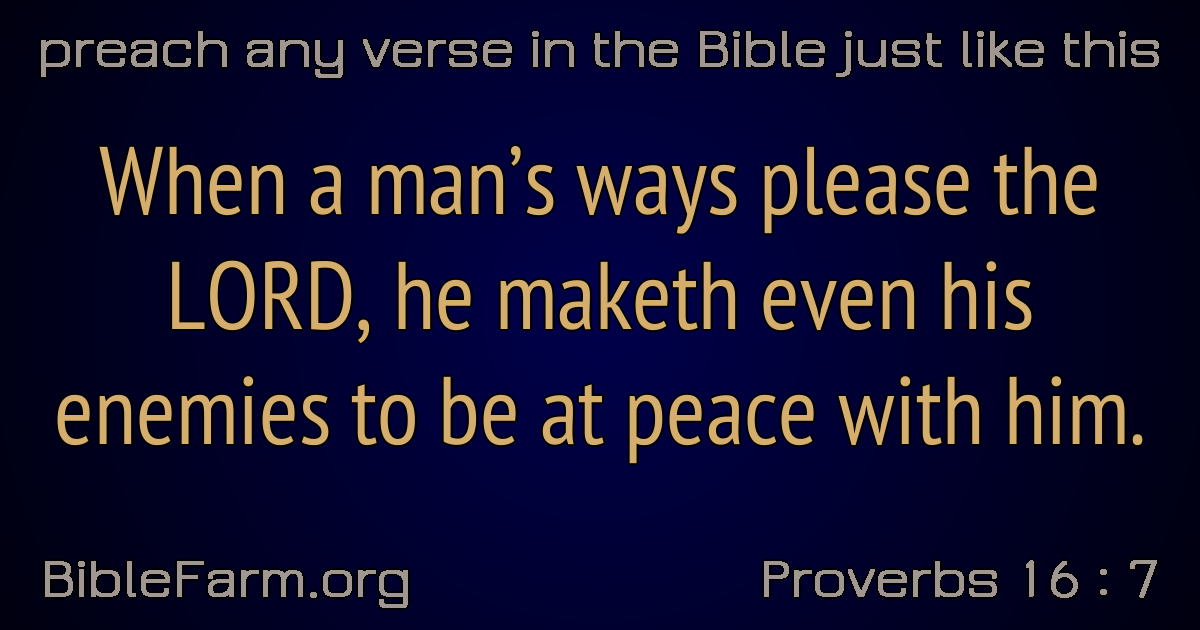 preach any verse in the Bible just like this
When a man’s ways please the
LORD, he maketh even his
enemies to be at peace with him.
BibleFarm.org
Proverbs 16 : 7